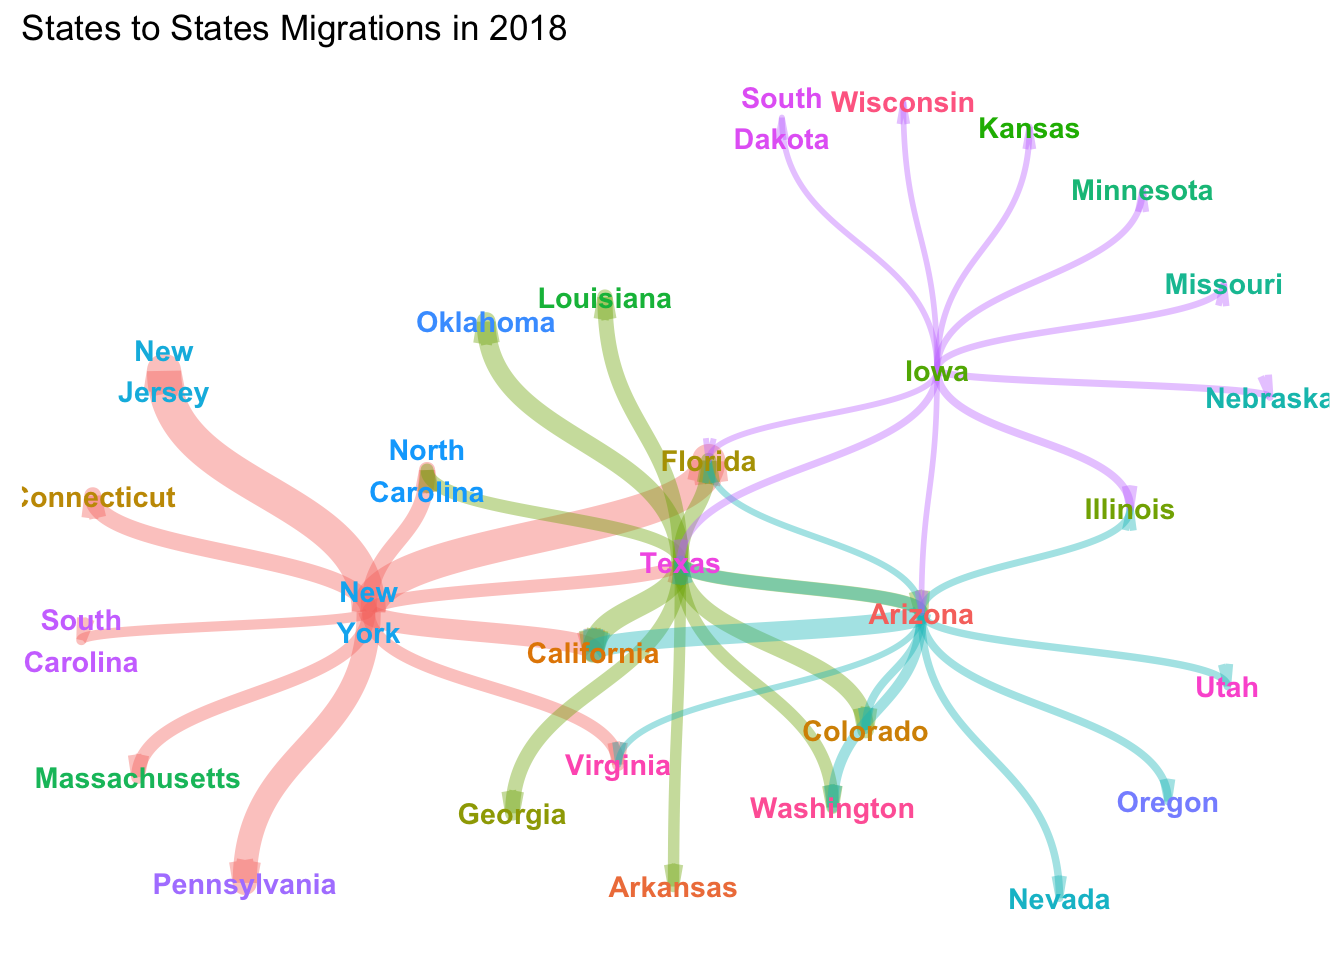 States to States Migrations in 2018
South
Dakota
Wisconsin
Kansas
Minnesota
Missouri
Louisiana
Oklahoma
New
Jersey
Iowa
Nebraska
North
Carolina
Florida
Connecticut
Illinois
Texas
New
York
Arizona
South
Carolina
California
Utah
Colorado
Virginia
Massachusetts
Georgia
Washington
Oregon
Pennsylvania
Arkansas
Nevada